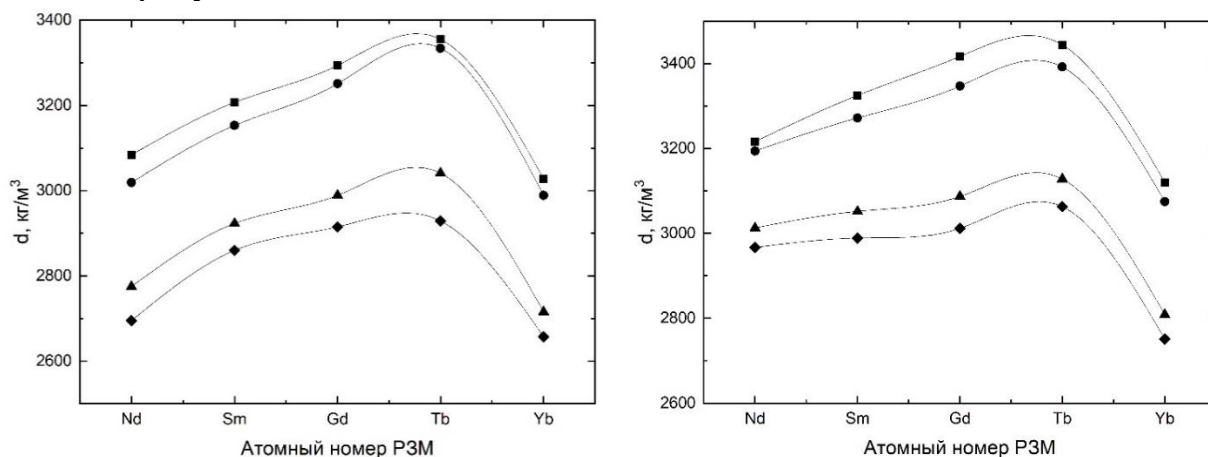 3400
3200
3000
2800
2600
d, кг/м³
Nd Sm Gd Tb Yb
Атомный номер РЗМ
3400
3200
3000
2800
2600
d, кг/м³
Nd Sm Gd Tb Yb
Атомный номер РЗМ